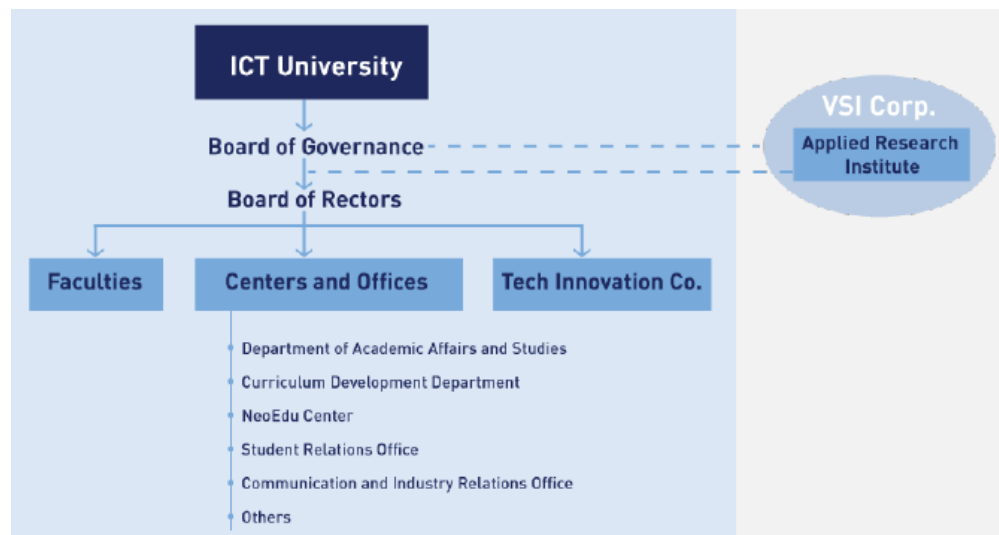 ICT University
VSI Corp.
Board of Governance
Applied Research
Institute
Board of Rectors
Faculties
Centers and Offices
Tech Innovation Co.
Department of Academic Affairs and Studies
Curriculum Development Department
NeoEdu Center
Student Relations Office
Communication and Industry Relations Office
Others